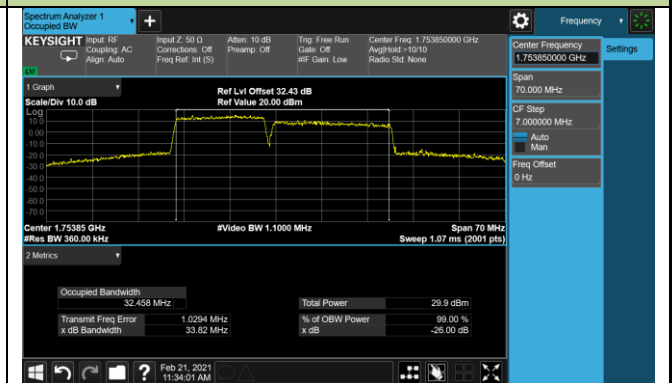 Spectrum Analyzer 1
Occupied BW
+
Frequency
KEYSIGHT
Input: RF
Coupling: AC
Align: Auto
Input Z: 50 Ω
Corrections: Off
Freq Ref: Int (S)
Atten: 10 dB
Preamp: Off
Trig: Free Run
Gate: Off
#IF Gain: Low
Center Freq: 1.753850000 GHz
Avg|Hold:>10/10
Radio Std: None
Center Frequency
1.753850000 GHz
Settings
Span
70.000 MHz
CF Step
7.000000 MHz
Auto
Man
Freq Offset
0 Hz
1 Graph
Scale/Div 10.0 dB
Ref Lvl Offset 32.43 dB
Ref Value 20.00 dBm
Log
10.0
0.00
-10.0
-20.0
-30.0
-40.0
-50.0
-60.0
-70.0
Center 1.75385 GHz
#Video BW 1.1000 MHz
Span 70 MHz
#Res BW 360.00 kHz
Sweep 1.07 ms (2001 pts)
2 Metrics
Occupied Bandwidth
32.458 MHz
Total Power 29.9 dBm
Transmit Freq Error 1.0294 MHz
% of OBW Power 99.00 %
x dB Bandwidth 33.82 MHz
x dB -26.00 dB
?
Feb 21, 2021
11:34:01 AM